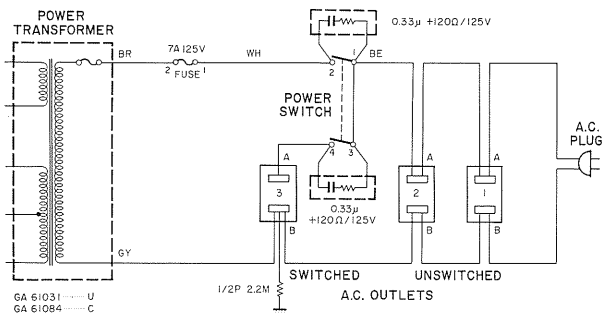 POWER
TRANSFORMER
0.33μ +120Ω/125V
BR
7A 125V
2 FUSE 1
WH
2
1
BE
POWER
SWITCH
A.C.
PLUG
4
3
A
A
A
3
2
1
0.33μ
+120Ω/125V
B
B
B
GY
SWITCHED
UNSWITCHED
1/2P 2.2M
A.C. OUTLETS
GA 61031 ........ U
GA 61084 ........ C